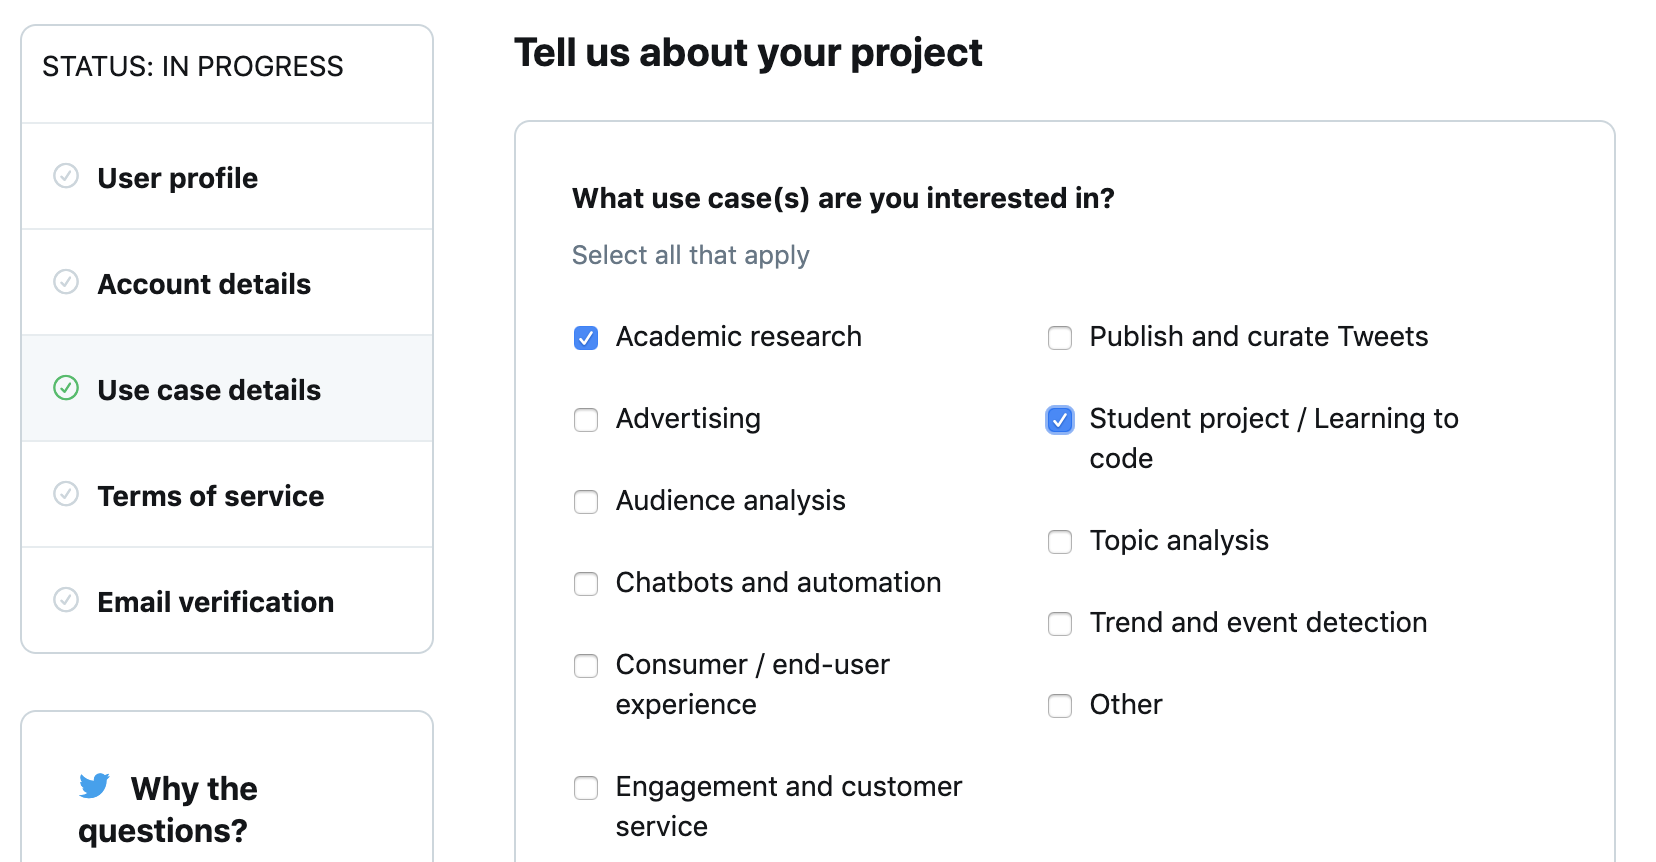 STATUS: IN PROGRESS
User profile
Account details
Use case details
Terms of service
Email verification
Why the
questions?
Tell us about your project
What use case(s) are you interested in?
Select all that apply
Academic research
Advertising
Audience analysis
Chatbots and automation
Consumer / end-user
experience
Engagement and customer
service
Publish and curate Tweets
Student project / Learning to
code
Topic analysis
Trend and event detection
Other